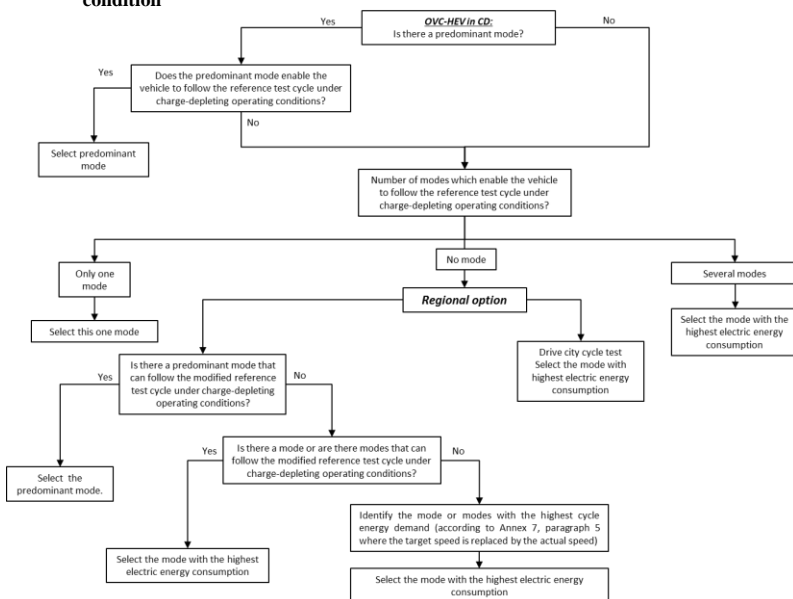 condition
OVC-HEV in CD:
Is there a predominant mode?
Yes
No
Does the predominant mode enable the
vehicle to follow the reference test cycle under
charge-depleting operating conditions?
Yes
No
Select predominant
mode
Number of modes which enable the vehicle
to follow the reference test cycle under
charge-depleting operating conditions?
Only one
mode
No mode
Several modes
Select this one mode
Regional option
Select the mode with the
highest electric energy
consumption
Drive city cycle test
Select the mode with
highest electric energy
consumption
Is there a predominant mode that
can follow the modified reference
test cycle under charge-depleting
operating conditions?
Yes
No
Select the
predominant mode.
Is there a mode or are there modes that can
follow the modified reference test cycle under
charge-depleting operating conditions?
Yes
No
Select the mode with the highest
electric energy consumption
Identify the mode or modes with the highest cycle
energy demand (according to Annex 7, paragraph 5
where the target speed is replaced by the actual speed)
Select the mode with the highest electric energy
consumption